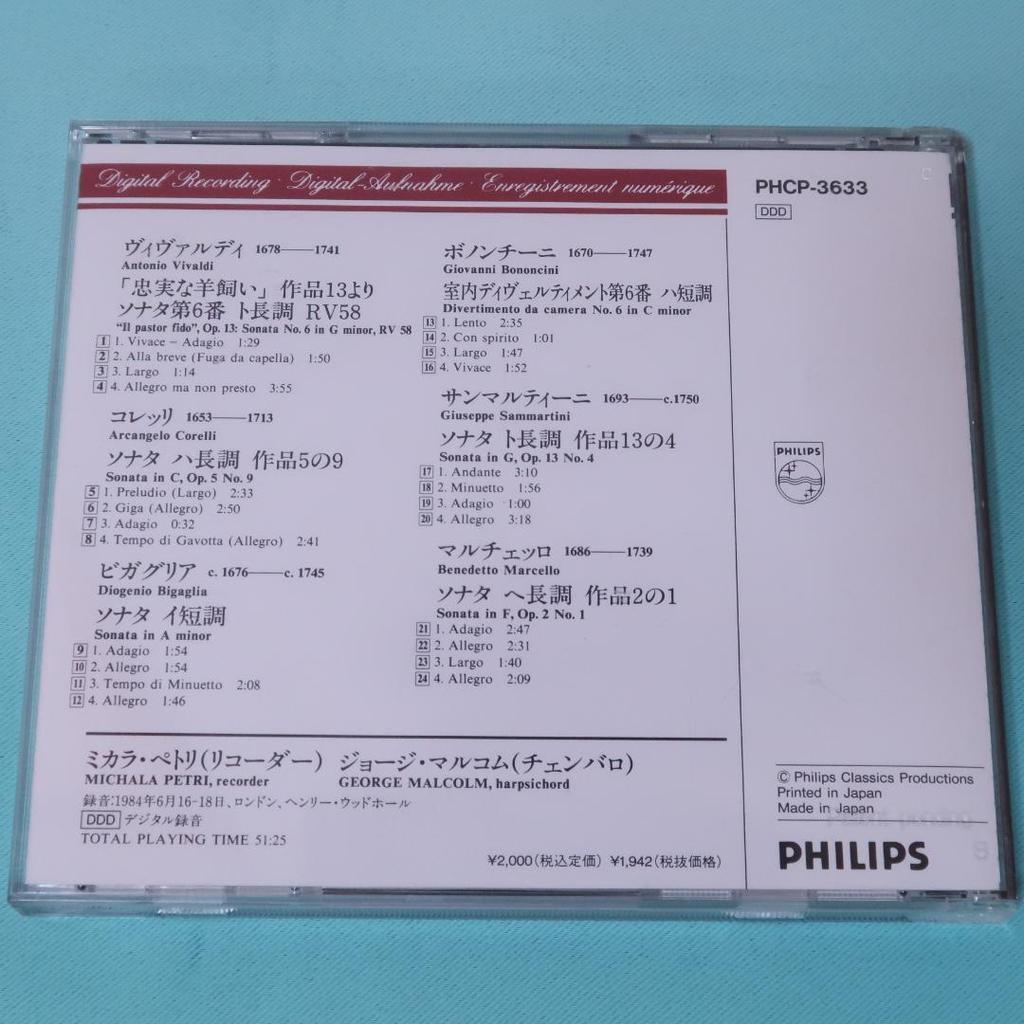 Digital Recording · Digital-Aufnahme · Enregistrement numérique
ヴィヴァルディ 1678——1741
Antonio Vivaldi
「忠実な羊飼い」作品13より
ソナタ第6番 ト長調 RV58
"Il pastor fido", Op. 13: Sonata No. 6 in G minor, RV 58
1 1. Vivace – Adagio 1:29
2 2. Alla breve (Fuga da capella) 1:50
3 3. Largo 1:14
4 4. Allegro ma non presto 3:55
コレッリ 1653——1713
Arcangelo Corelli
ソナタ ハ長調 作品5の9
Sonata in C, Op. 5 No. 9
5 1. Preludio (Largo) 2:33
6 2. Giga (Allegro) 2:50
7 3. Adagio 0:32
8 4. Tempo di Gavotta (Allegro) 2:41
ビガグリア c. 1676——c. 1745
Diogenio Bigaglia
ソナタ イ短調
Sonata in A minor
9 1. Adagio 1:54
10 2. Allegro 1:54
11 3. Tempo di Minuetto 2:08
12 4. Allegro 1:46
ボノンチーニ 1670——1747
Giovanni Bononcini
室内ディヴェルティメント第6番 ハ短調
Divertimento da camera No. 6 in C minor
13 1. Lento 2:35
14 2. Con spirito 1:01
15 3. Largo 1:47
16 4. Vivace 1:52
サンマルティーニ 1693——c.1750
Giuseppe Sammartini
ソナタ ト長調 作品13の4
Sonata in G, Op. 13 No. 4
17 1. Andante 3:10
18 2. Minuetto 1:56
19 3. Adagio 1:00
20 4. Allegro 3:18
マルチェッロ 1686——1739
Benedetto Marcello
ソナタ ヘ長調 作品2の1
Sonata in F, Op. 2 No. 1
21 1. Adagio 2:47
22 2. Allegro 2:31
23 3. Largo 1:40
24 4. Allegro 2:09
ミカラ・ペトリ(リコーダー) ジョージ・マルコム(チェンバロ)
MICHALA PETRI, recorder GEORGE MALCOLM, harpsichord
録音:1984年6月16-18日、ロンドン、ヘンリー・ウッドホール
DDD デジタル録音
TOTAL PLAYING TIME 51:25
¥2,000(税込定価) ¥1,942(税抜価格)
PHCP-3633
DDD
PHILIPS
© Philips Classics Productions
Printed in Japan
Made in Japan
PHILIPS